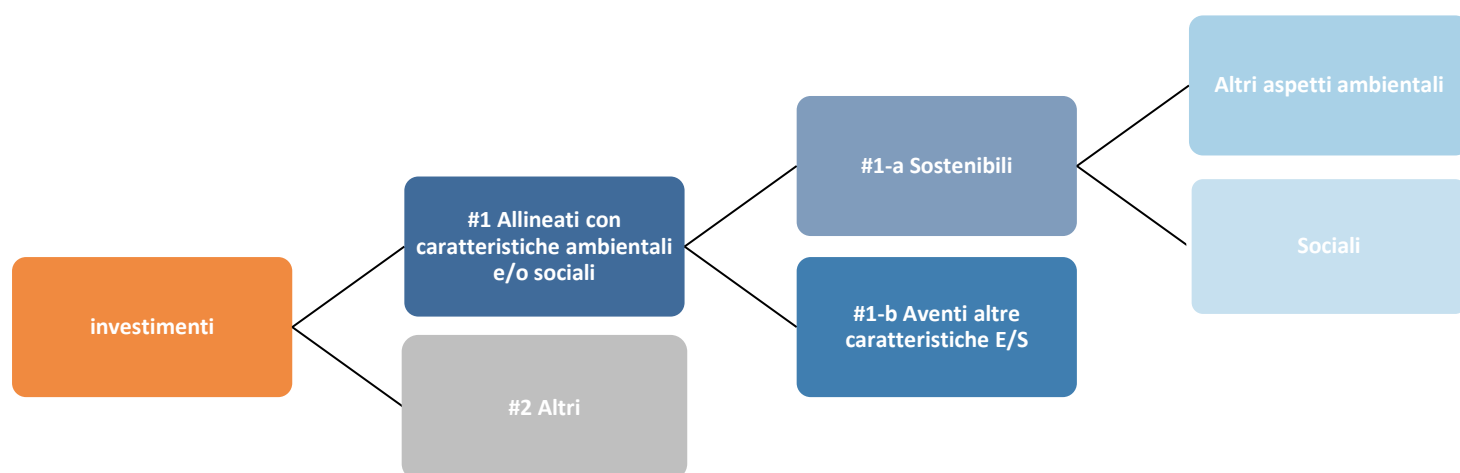 investimenti
#1 Allineati con
caratteristiche ambientali
e/o sociali
#2 Altri
#1-a Sostenibili
#1-b Aventi altre
caratteristiche E/S
Altri aspetti ambientali
Sociali